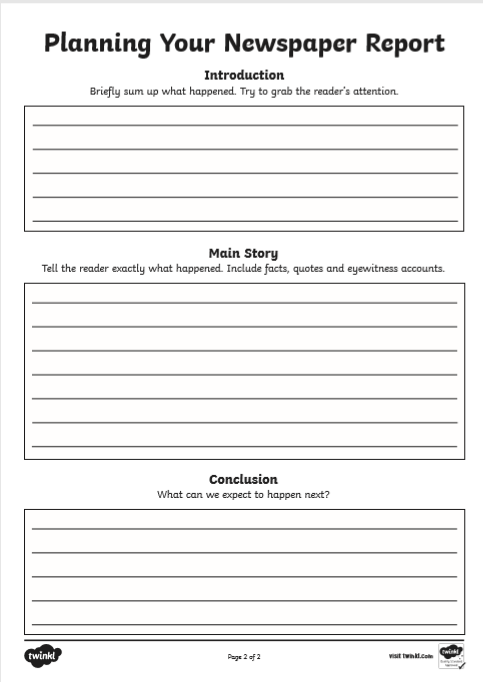 Planning Your Newspaper Report
Introduction
Briefly sum up what happened. Try to grab the reader's attention.
Main Story
Tell the reader exactly what happened. Include facts, quotes and eyewitness accounts.
Conclusion
What can we expect to happen next?
twinkl
Page 2 of 2
visit twinkl.com
twinkl